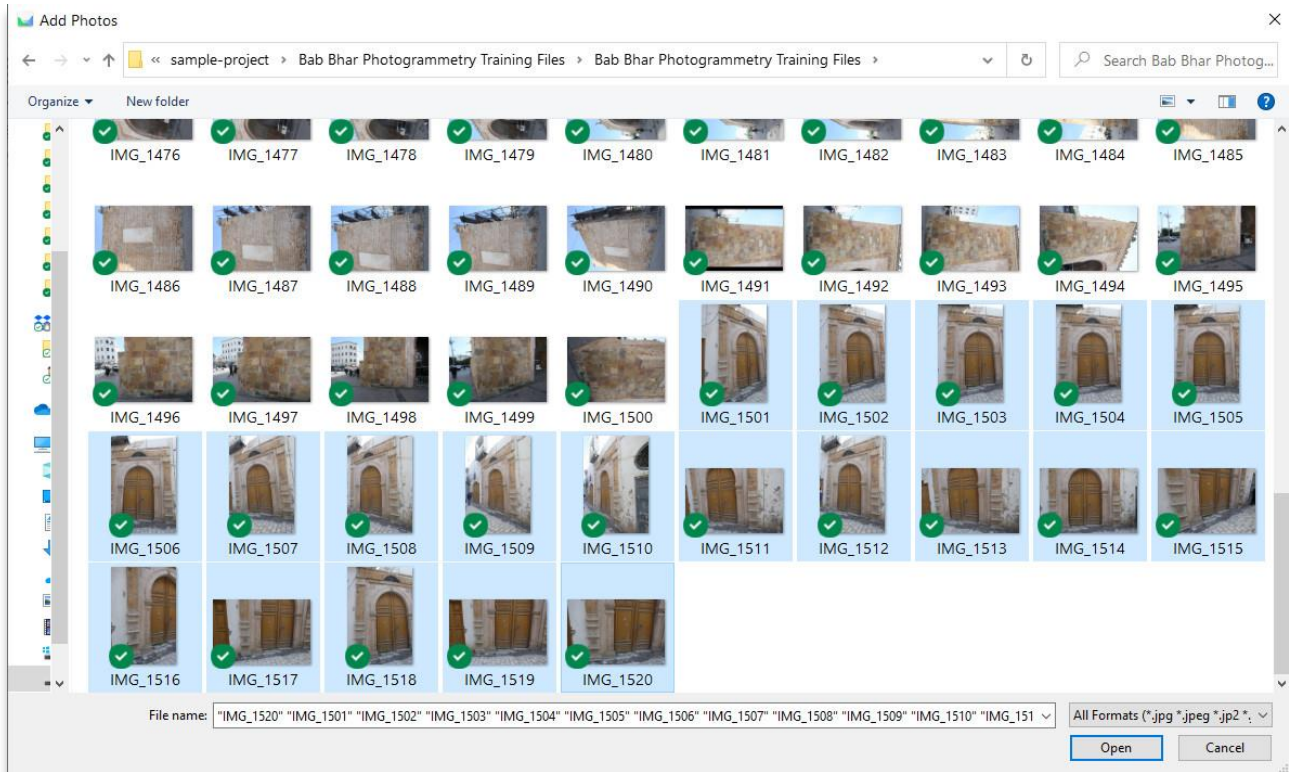 Add Photos
« sample-project > Bab Bhar Photogrammetry Training Files > Bab Bhar Photogrammetry Training Files >
Search Bab Bhar Photog...
Organize
New folder
IMG_1476 IMG_1477 IMG_1478 IMG_1479 IMG_1480 IMG_1481 IMG_1482 IMG_1483 IMG_1484 IMG_1485
IMG_1486 IMG_1487 IMG_1488 IMG_1489 IMG_1490 IMG_1491 IMG_1492 IMG_1493 IMG_1494 IMG_1495
IMG_1496 IMG_1497 IMG_1498 IMG_1499 IMG_1500 IMG_1501 IMG_1502 IMG_1503 IMG_1504 IMG_1505
IMG_1506 IMG_1507 IMG_1508 IMG_1509 IMG_1510 IMG_1511 IMG_1512 IMG_1513 IMG_1514 IMG_1515
IMG_1516 IMG_1517 IMG_1518 IMG_1519 IMG_1520
File name: "IMG_1520" "IMG_1501" "IMG_1502" "IMG_1503" "IMG_1504" "IMG_1505" "IMG_1506" "IMG_1507" "IMG_1508" "IMG_1509" "IMG_1510" "IMG_151
All Formats (*.jpg *.jpeg *.jp2 *.
Open Cancel